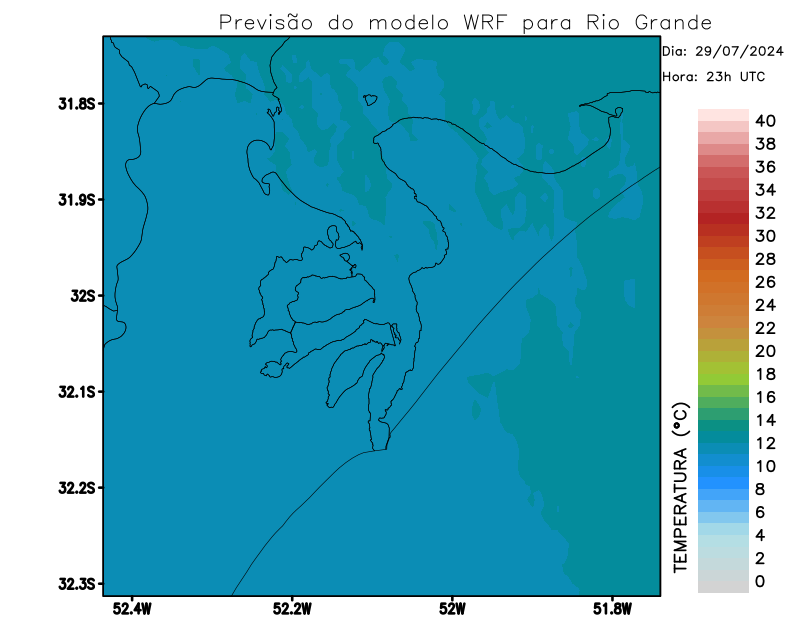 Previsão do modelo WRF para Rio Grande
Dia: 29/07/2024
Hora: 23h UTC
31.8S
31.9S
32S
32.1S
32.2S
32.3S
52.4W
52.2W
52W
51.8W
TEMPERATURA (°C)
40
38
36
34
32
30
28
26
24
22
20
18
16
14
12
10
8
6
4
2
0